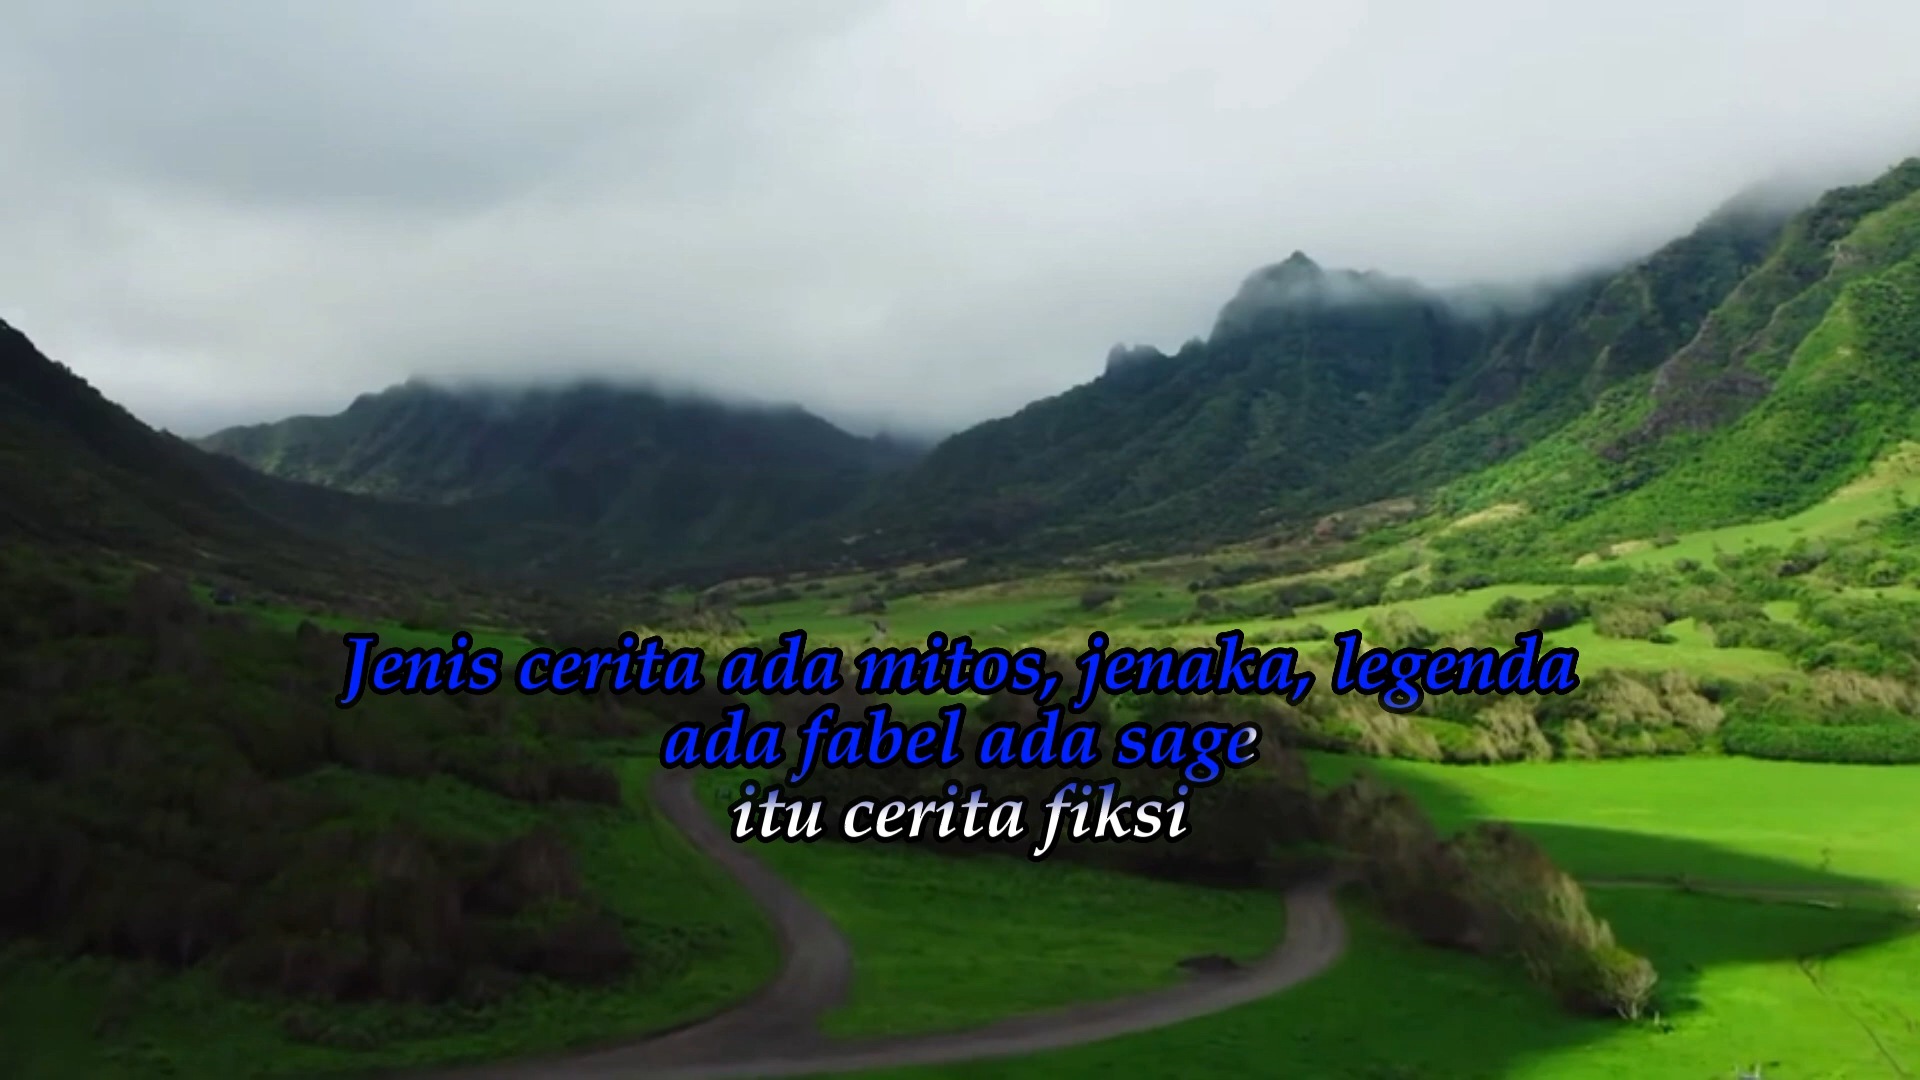 Jenis cerita ada mitos, jenaka, legenda
ada fabel ada sage
itu cerita fiksi